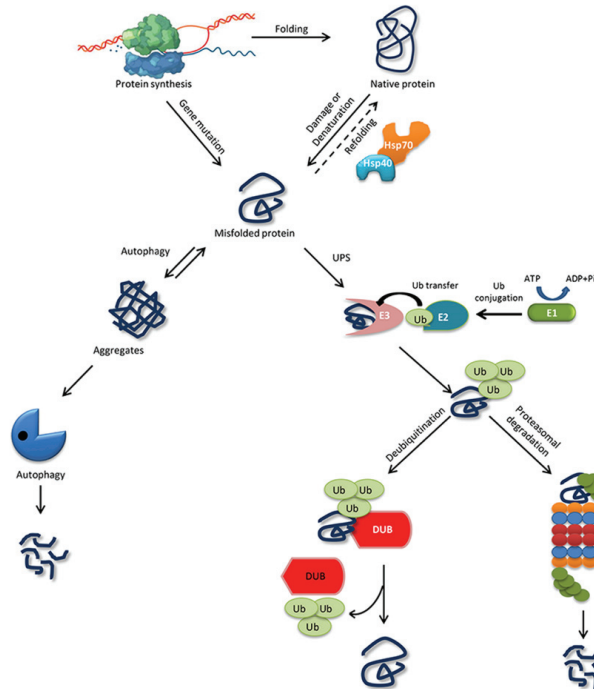 Folding
Protein synthesis
Native protein
Gene mutation
Damage or
Denaturation
Refolding
Hsp70
Hsp40
Misfolded protein
Autophagy
UPS
Ub transfer
Ub
conjugation
ATP
ADP+Pi
E3
Ub
E2
E1
Aggregates
Ub
Ub
Ub
Deubiquitination
Proteasomal
degradation
Autophagy
Ub
Ub
Ub
DUB
DUB
Ub
Ub
Ub